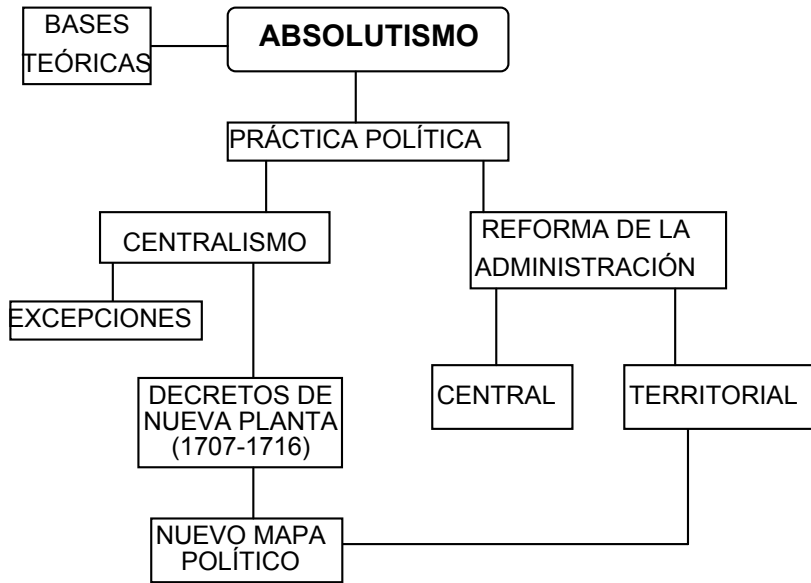 BASES
TEÓRICAS
ABSOLUTISMO
PRÁCTICA POLÍTICA
CENTRALISMO
REFORMA DE LA
ADMINISTRACIÓN
EXCEPCIONES
DECRETOS DE
NUEVA PLANTA
(1707-1716)
CENTRAL
TERRITORIAL
NUEVO MAPA
POLÍTICO